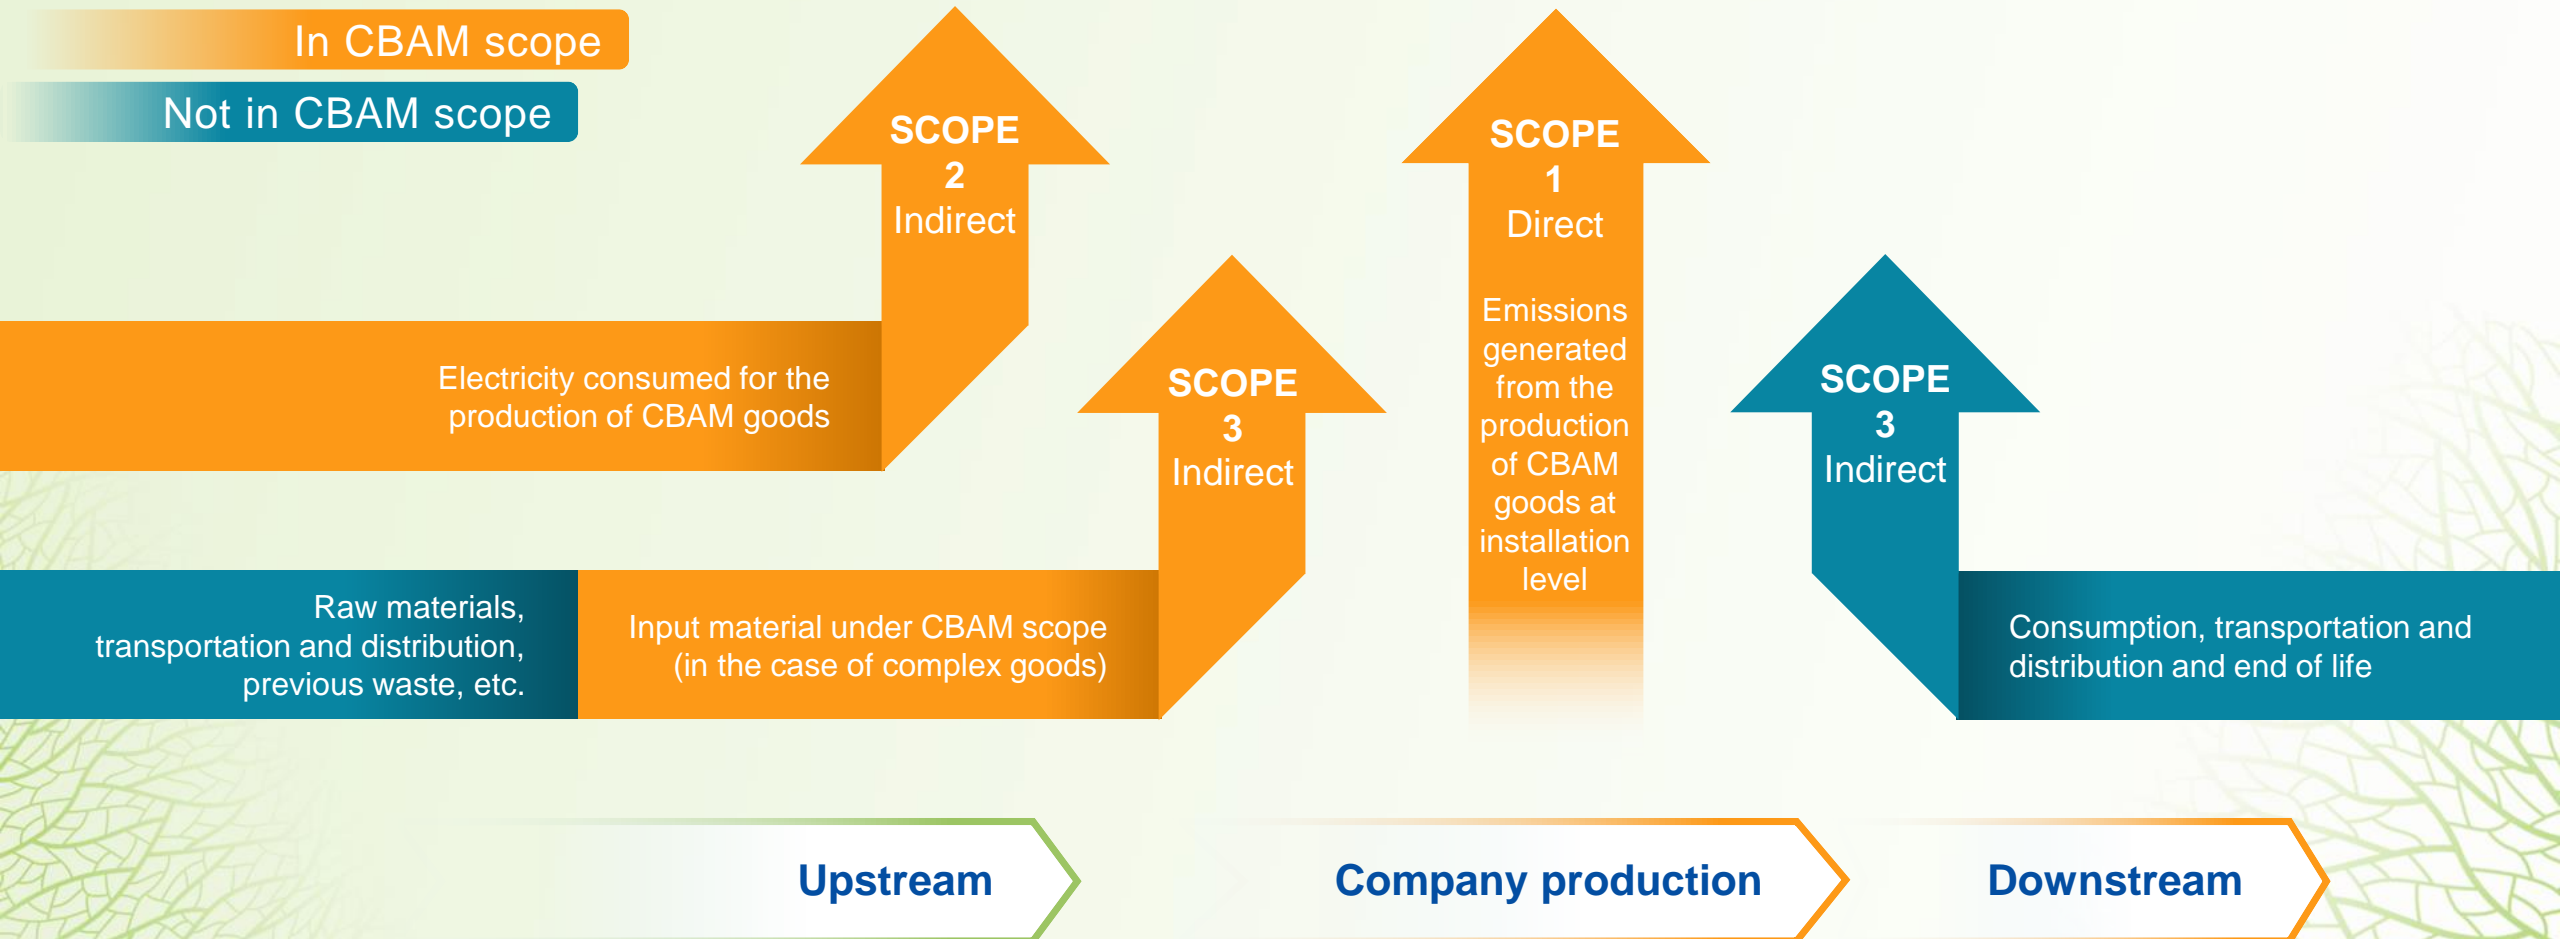 In CBAM scope
Not in CBAM scope
SCOPE
2
Indirect
Electricity consumed for the
production of CBAM goods
SCOPE
3
Indirect
Raw materials,
transportation and distribution,
previous waste, etc.
Input material under CBAM scope
(in the case of complex goods)
SCOPE
1
Direct
Emissions
generated
from the
production
of CBAM
goods at
installation
level
SCOPE
3
Indirect
Consumption, transportation and
distribution and end of life
Upstream
Company production
Downstream